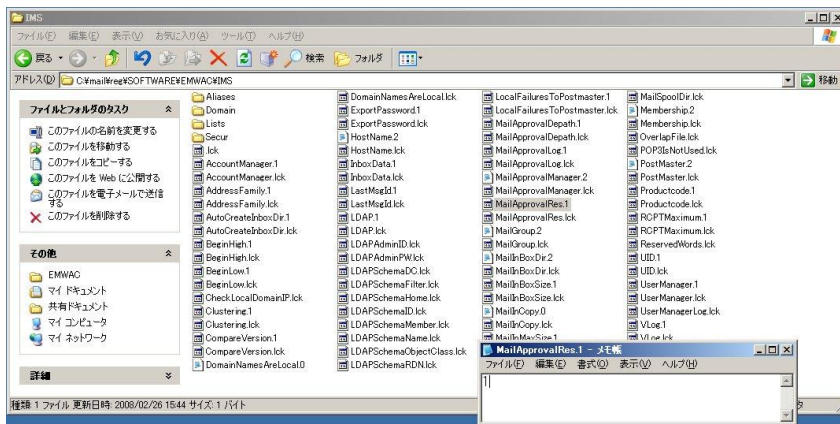 IMS
ファイル(F) 編集(E) 表示(V) お気に入り(A) ツール(T) ヘルプ(H)
戻る 検索 フォルダ
アドレス(D) C:¥mail¥reg¥SOFTWARE¥EMWAC¥IMS 移動
ファイルとフォルダのタスク
このファイルの名前を変更する
このファイルを移動する
このファイルをコピーする
このファイルを Web に公開する
このファイルを電子メールで送信
する
このファイルを削除する
その他
EMWAC
マイ ドキュメント
共有ドキュメント
マイ コンピュータ
マイ ネットワーク
詳細
Aliases
Domain
Lists
Secur
.lck
AccountManager.1
AccountManager.lck
AddressFamily.1
AddressFamily.lck
AutoCreateInboxDir.1
AutoCreateInboxDir.lck
BeginHigh.1
BeginHigh.lck
BeginLow.1
BeginLow.lck
CheckLocalDomainIP.lck
Clustering.1
Clustering.lck
CompareVersion.1
CompareVersion.lck
DomainNamesAreLocal.0
DomainNamesAreLocal.lck
ExportPassword.1
ExportPassword.lck
HostName.2
HostName.lck
InboxData.1
InboxData.lck
LastMsgId.1
LastMsgId.lck
LDAP.1
LDAP.lck
LDAPAdminID.lck
LDAPAdminPW.lck
LDAPSchemaDC.lck
LDAPSchemaFilter.lck
LDAPSchemaHome.lck
LDAPSchemaID.lck
LDAPSchemaMember.lck
LDAPSchemaName.lck
LDAPSchemaObjectClass.lck
LDAPSchemaRDN.lck
LocalFailuresToPostmaster.1
LocalFailuresToPostmaster.lck
MailApprovalDepath.1
MailApprovalDepath.lck
MailApprovalLog.1
MailApprovalLog.lck
MailApprovalManager.2
MailApprovalManager.lck
MailApprovalRes.1
MailApprovalRes.lck
MailGroup.2
MailGroup.lck
MailInBoxDir.2
MailInBoxDir.lck
MailInBoxSize.1
MailInBoxSize.lck
MailInCopy.0
MailInCopy.lck
MailInMaxSize.1
MailSpoolDir.lck
Membership.2
Membership.lck
OverlapFile.lck
POP3IsNotUsed.lck
PostMaster.2
PostMaster.lck
Productcode.1
Productcode.lck
RCPTMaximum.1
RCPTMaximum.lck
ReservedWords.lck
UID.1
UID.lck
UserManager.1
UserManager.lck
UserManagerLog.lck
VLog.1
VLog.lck
MailApprovalRes.1 - メモ帳
ファイル(F) 編集(E) 書式(O) 表示(V) ヘルプ(H)
1
種類: 1 ファイル 更新日時: 2008/02/26 15:44 サイズ: 1 バイト